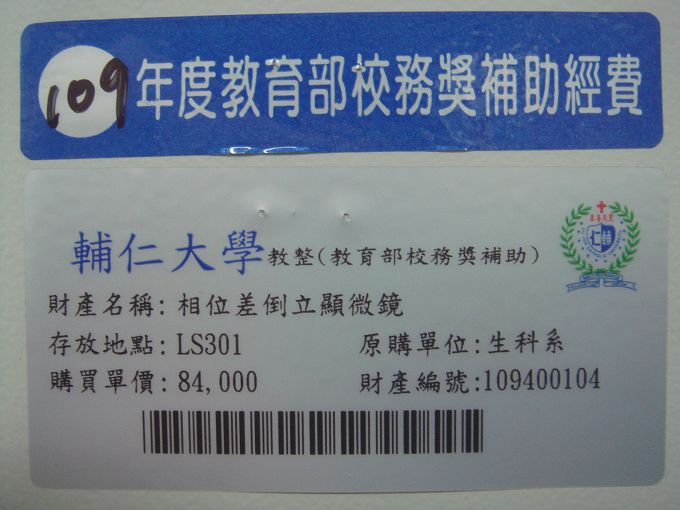 109年度教育部校務獎補助經費
輔仁大學教整(教育部校務獎補助)
財產名稱: 相位差倒立顯微鏡
存放地點: LS301 原購單位: 生科系
購買單價: 84,000 財產編號: 109400104